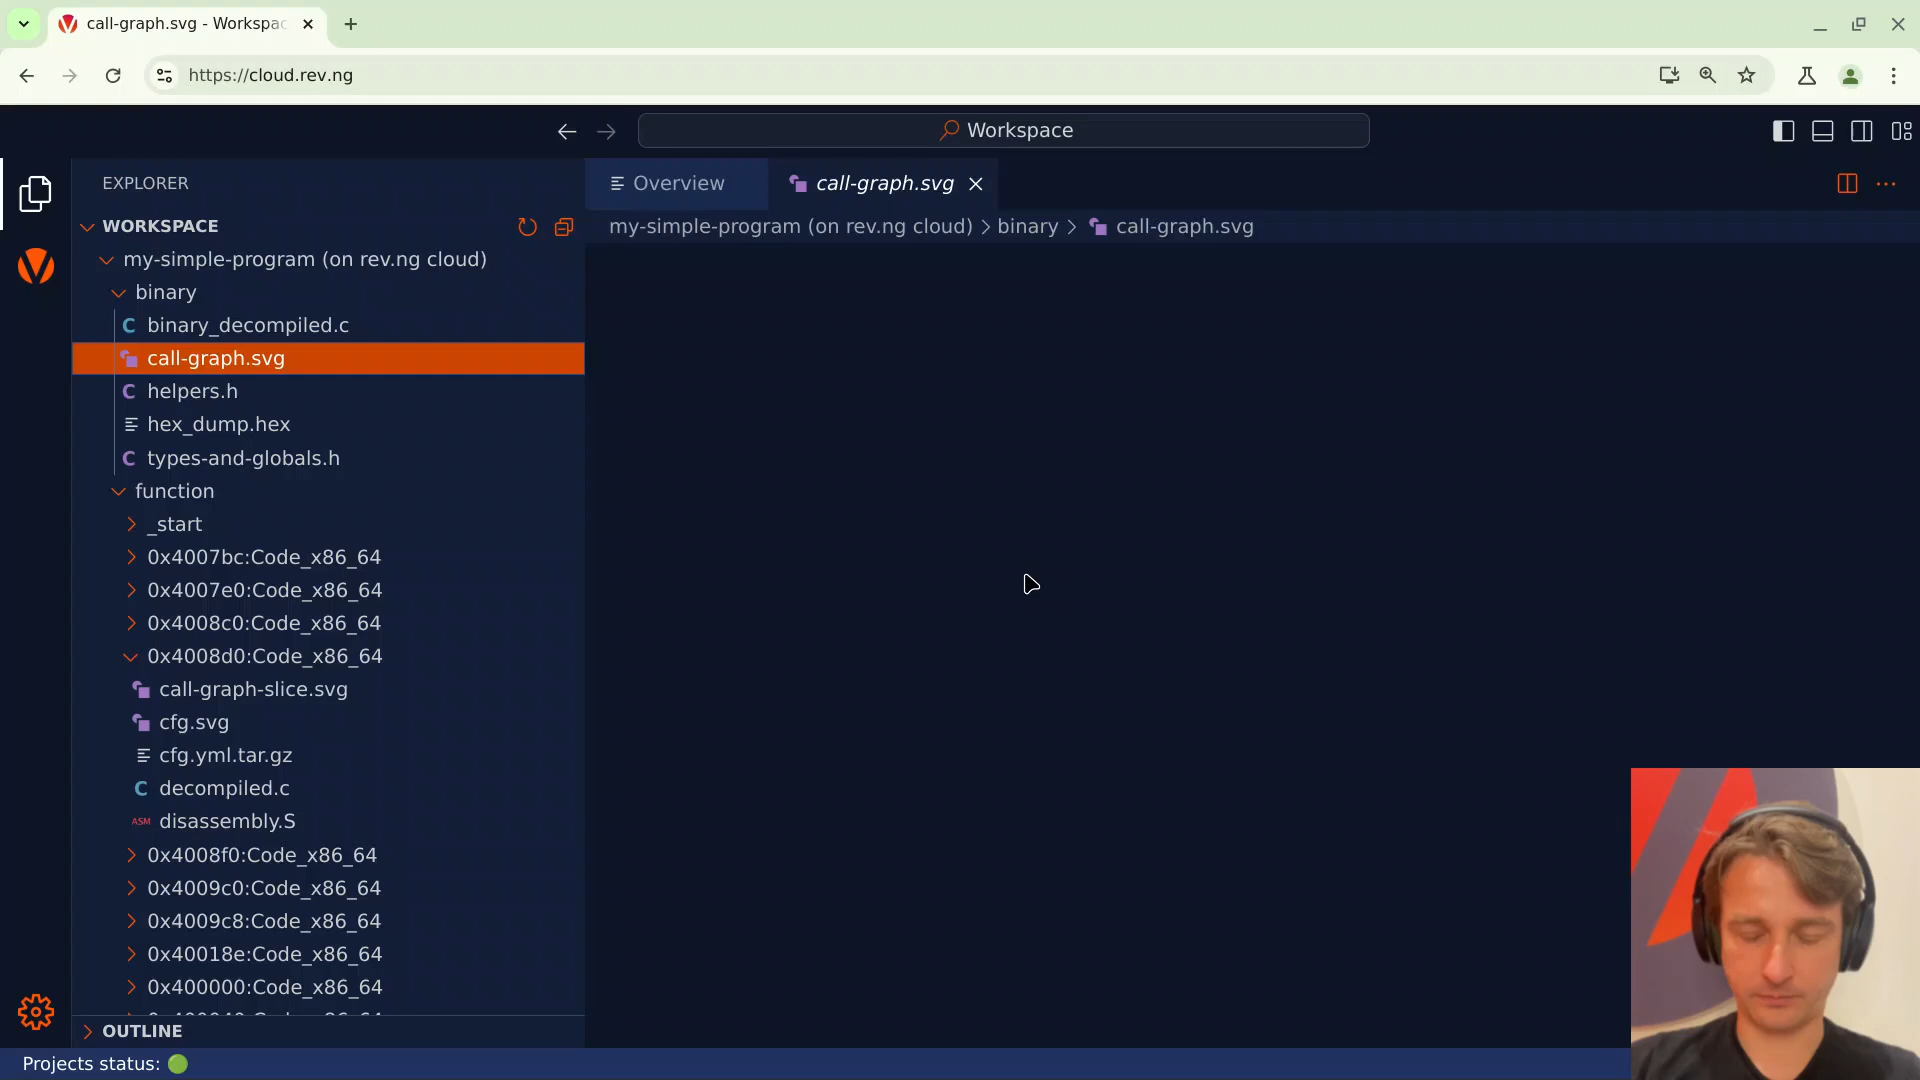 call-graph.svg - Workspac
https://cloud.rev.ng
Workspace
EXPLORER
Overview
call-graph.svg
WORKSPACE
my-simple-program (on rev.ng cloud) > binary > call-graph.svg
my-simple-program (on rev.ng cloud)
binary
C binary_decompiled.c
call-graph.svg
C helpers.h
hex_dump.hex
C types-and-globals.h
function
_start
0x4007bc:Code_x86_64
0x4007e0:Code_x86_64
0x4008c0:Code_x86_64
0x4008d0:Code_x86_64
call-graph-slice.svg
cfg.svg
cfg.yml.tar.gz
C decompiled.c
ASM disassembly.S
0x4008f0:Code_x86_64
0x4009c0:Code_x86_64
0x4009c8:Code_x86_64
0x40018e:Code_x86_64
0x400000:Code_x86_64
OUTLINE
Projects status: